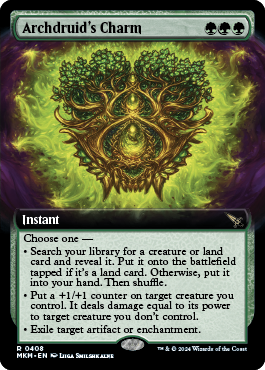 Archdruid's Charm
Instant
Choose one —
• Search your library for a creature or land
card and reveal it. Put it onto the battlefield
tapped if it's a land card. Otherwise, put it
into your hand. Then shuffle.
• Put a +1/+1 counter on target creature you
control. It deals damage equal to its power
to target creature you don't control.
• Exile target artifact or enchantment.
R 0408
MKM • EN LIIGA SMILSHKALNE
™ & © 2024 Wizards of the Coast